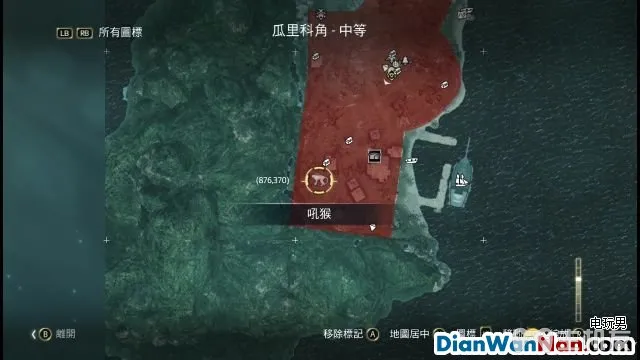 LB RB 所有圖標
瓜里科角 - 中等
(876,370)
吼猴
B 離開
移除標記 A 地圖居中
电玩男
DianWanNan.com